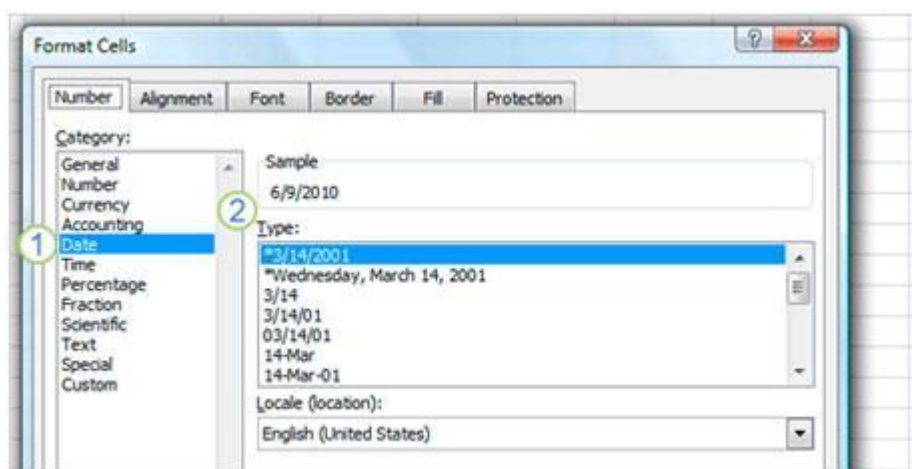 Format Cells
Number Alignment Font Border Fill Protection
Category:
General
Number
Currency
Accounting
Date
Time
Percentage
Fraction
Scientific
Text
Special
Custom
1
2
Sample
6/9/2010
Type:
*3/14/2001
*Wednesday, March 14, 2001
3/14
3/14/01
03/14/01
14-Mar
14-Mar-01
Locale (location):
English (United States)